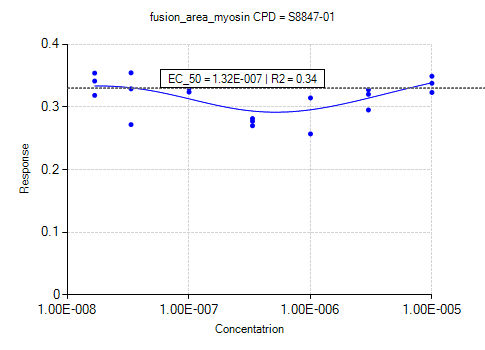 fusion_area_myosin CPD = S8847-01
0.4
EC_50 = 1.32E-007 | R2 = 0.34
0.3
Response
0.2
0.1
0
1.00E-008 1.00E-007 1.00E-006 1.00E-005
Concentatrion